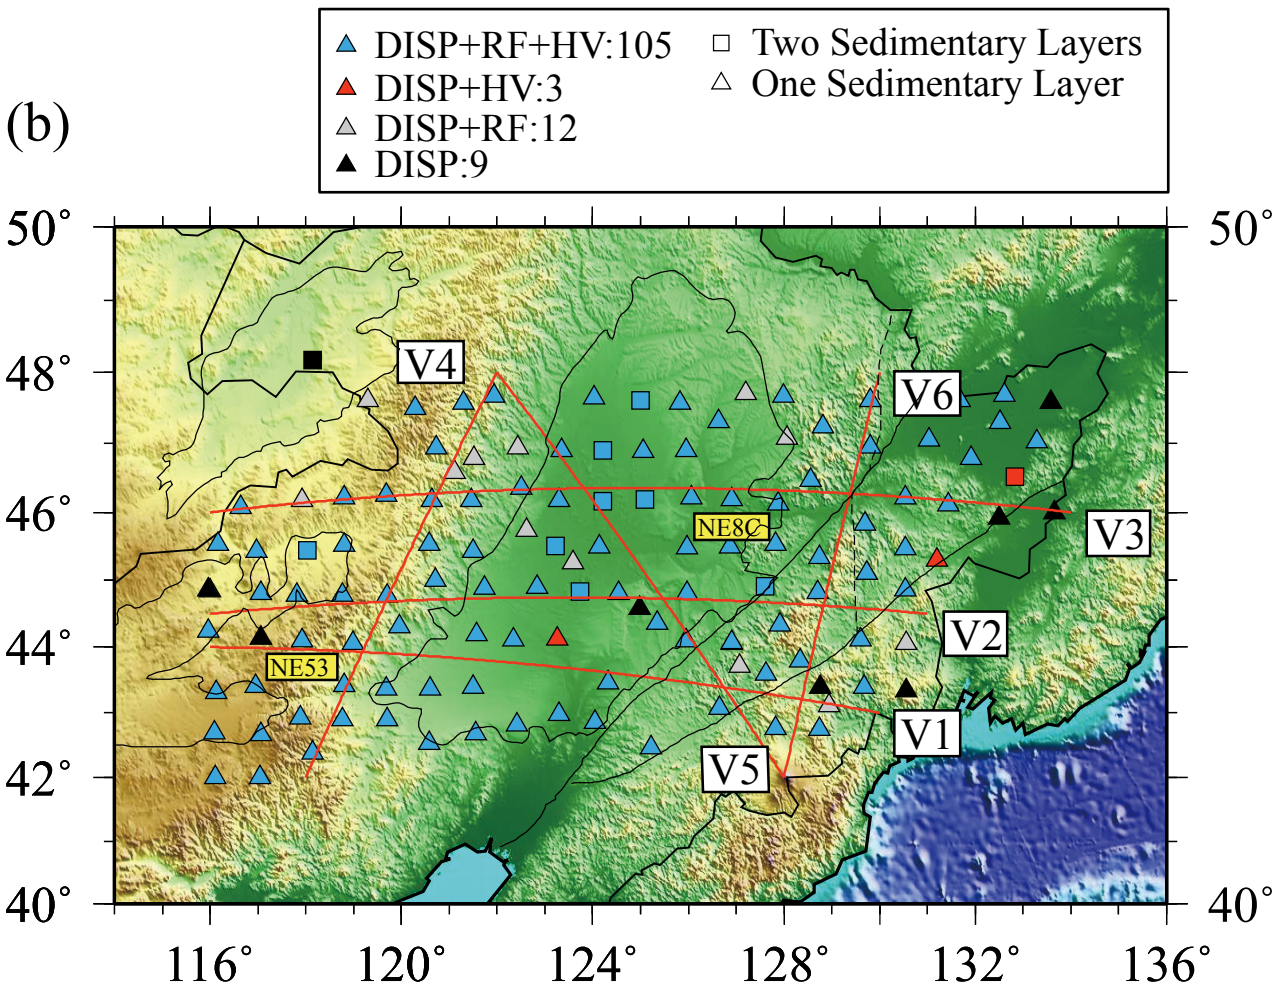 DISP+RF+HV:105
Two Sedimentary Layers
DISP+HV:3
One Sedimentary Layer
DISP+RF:12
DISP:9
(b)
50°
50°
V4
48°
V6
46°
NE8C
V3
V2
44°
NE53
V1
V5
42°
40°
40°
116°
120°
124°
128°
132°
136°